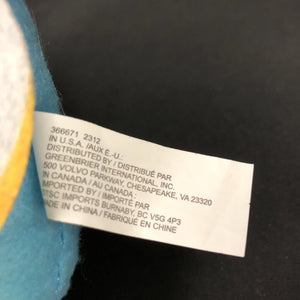 366671 2312
IN U.S.A. /AUX É.-U.:
DISTRIBUTED BY / DISTRIBUÉ PAR
GREENBRIER INTERNATIONAL, INC.
500 VOLVO PARKWAY, CHESAPEAKE, VA 23320
IN CANADA / AU CANADA :
IMPORTED BY / IMPORTÉ PAR
DTSC IMPORTS BURNABY, BC V5G 4P3
MADE IN CHINA / FABRIQUÉ EN CHINE